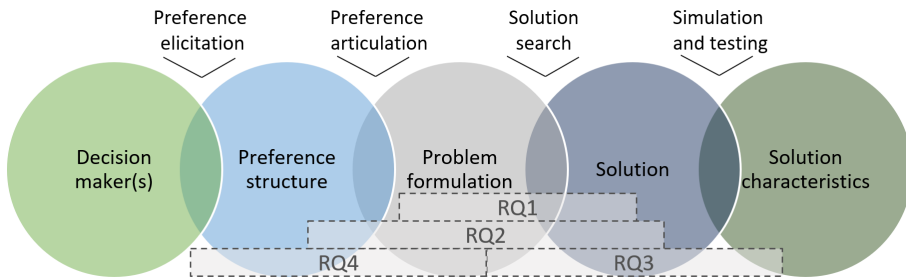 Preference
elicitation
Preference
articulation
Solution
search
Simulation
and testing
Decision
maker(s)
Preference
structure
Problem
formulation
Solution
Solution
characteristics
RQ1
RQ2
RQ4
RQ3